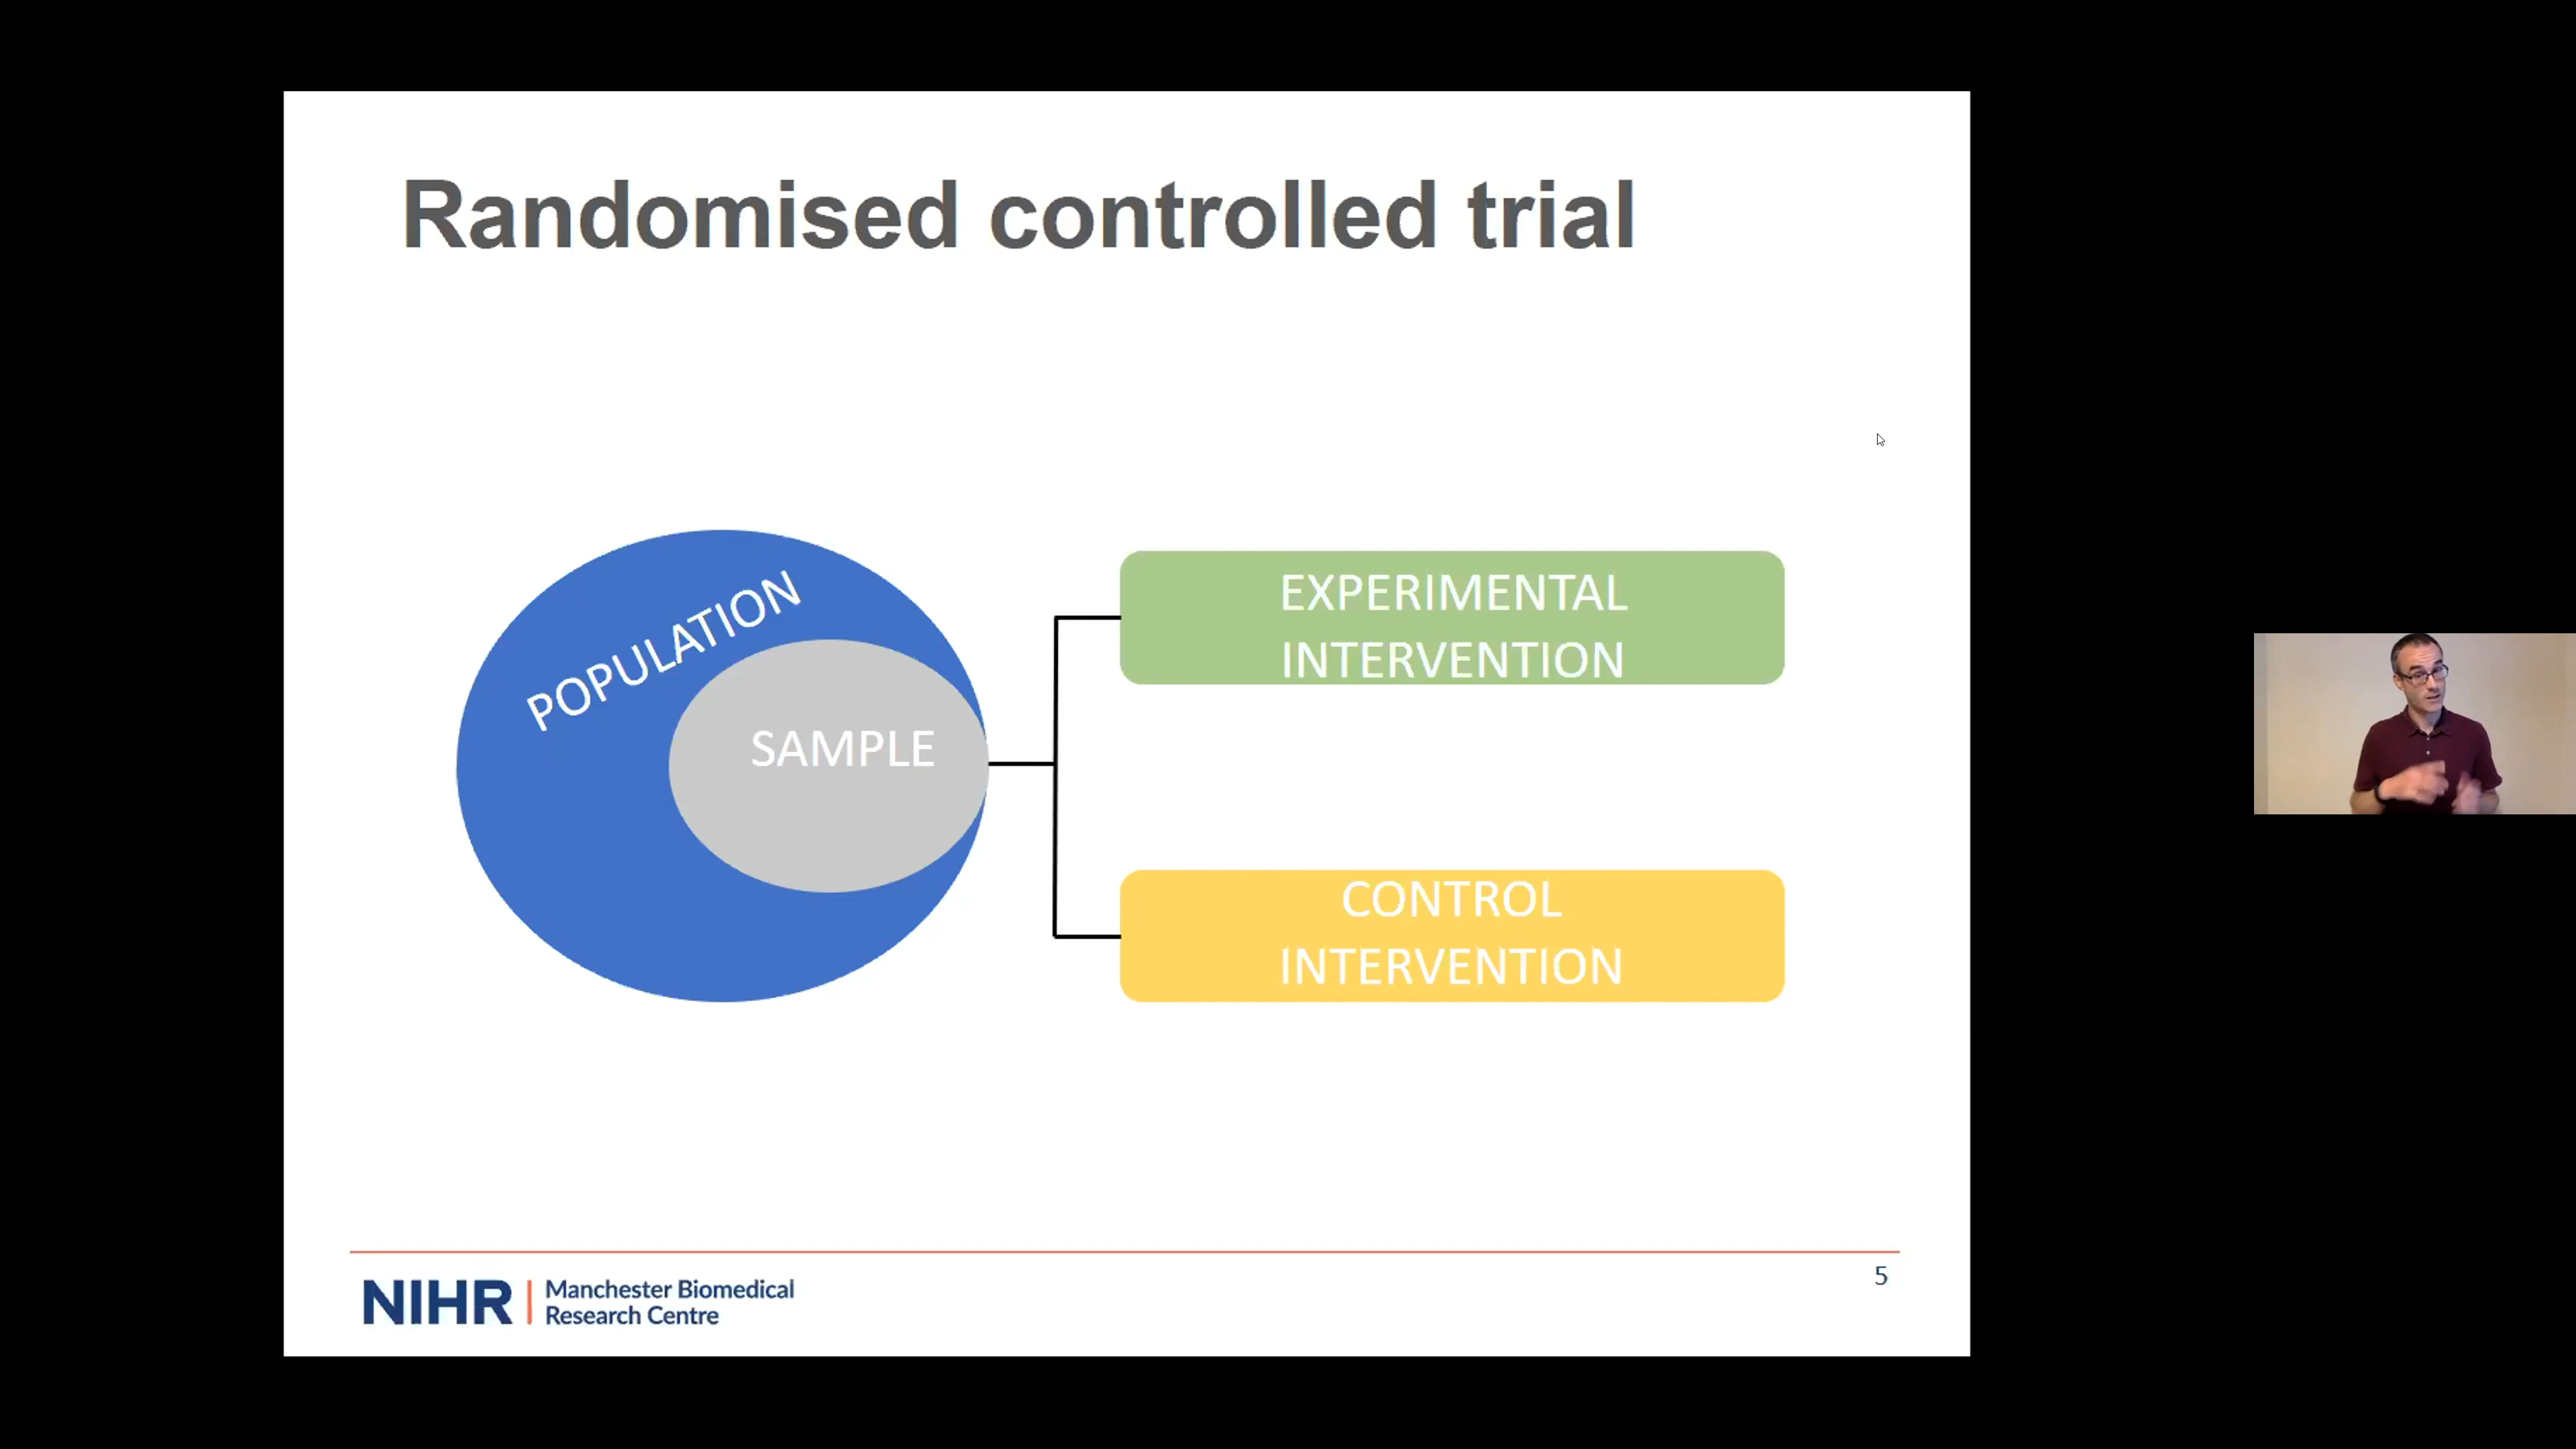 Randomised controlled trial
POPULATION
SAMPLE
EXPERIMENTAL
INTERVENTION
CONTROL
INTERVENTION
NIHR | Manchester Biomedical
Research Centre
5